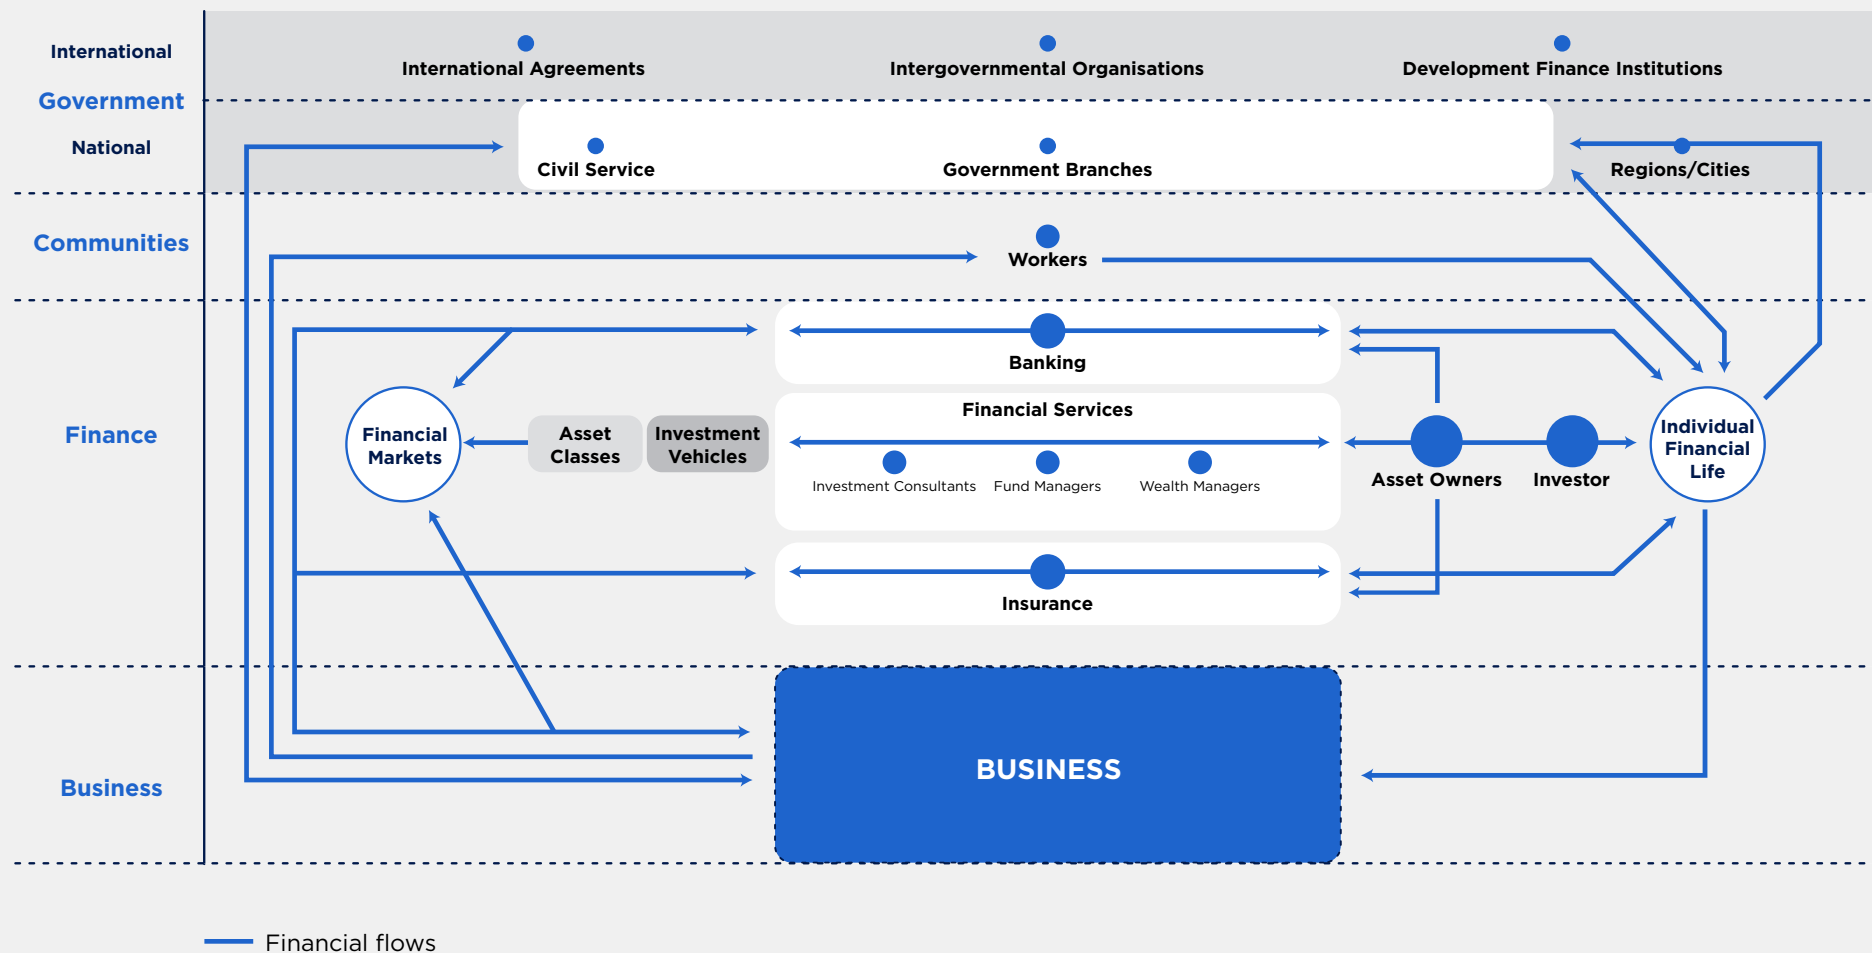 International
Government
National
International Agreements
Intergovernmental Organisations
Development Finance Institutions
Civil Service
Government Branches
Regions/Cities
Communities
Workers
Finance
Banking
Financial
Markets
Asset
Classes
Investment
Vehicles
Financial Services
Investment Consultants
Fund Managers
Wealth Managers
Asset Owners
Investor
Individual
Financial
Life
Insurance
Business
BUSINESS
Financial flows